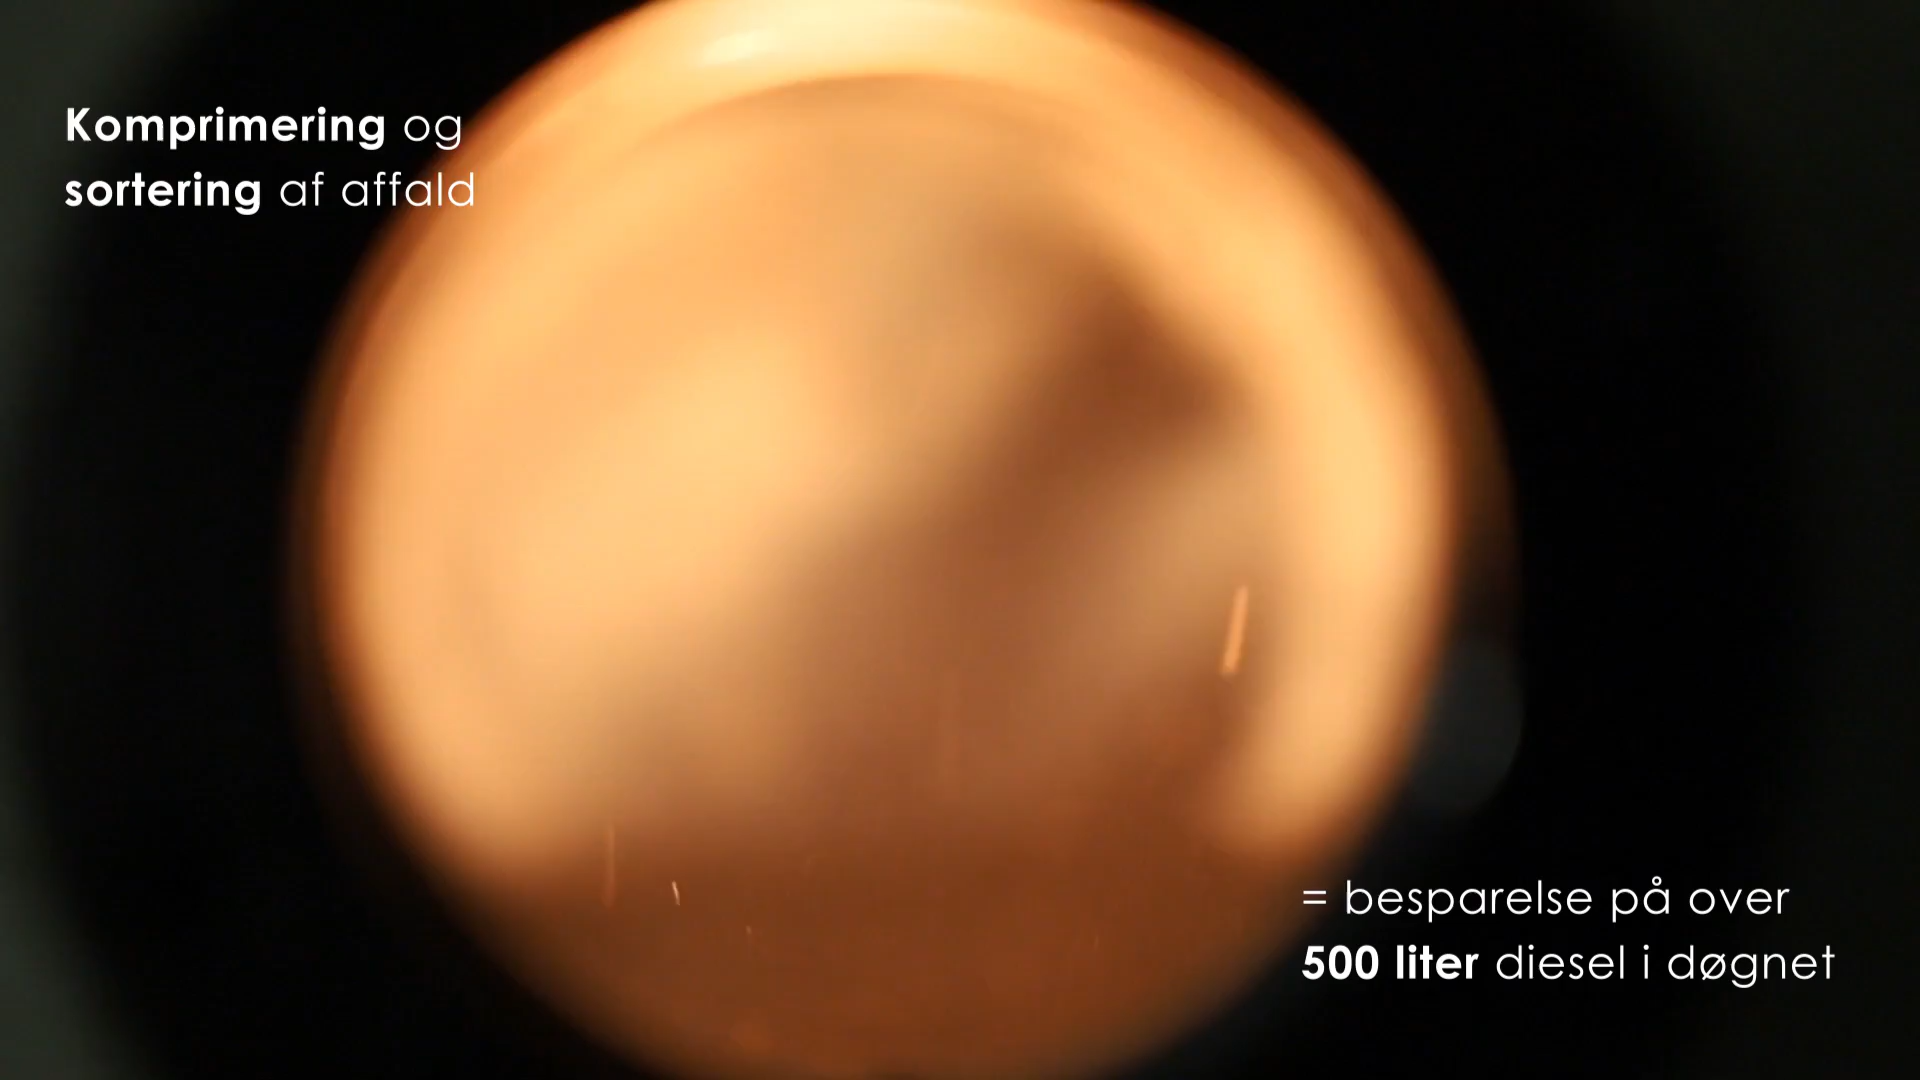 Komprimering og
sortering af affald
= besparelse på over
500 liter diesel i døgnet